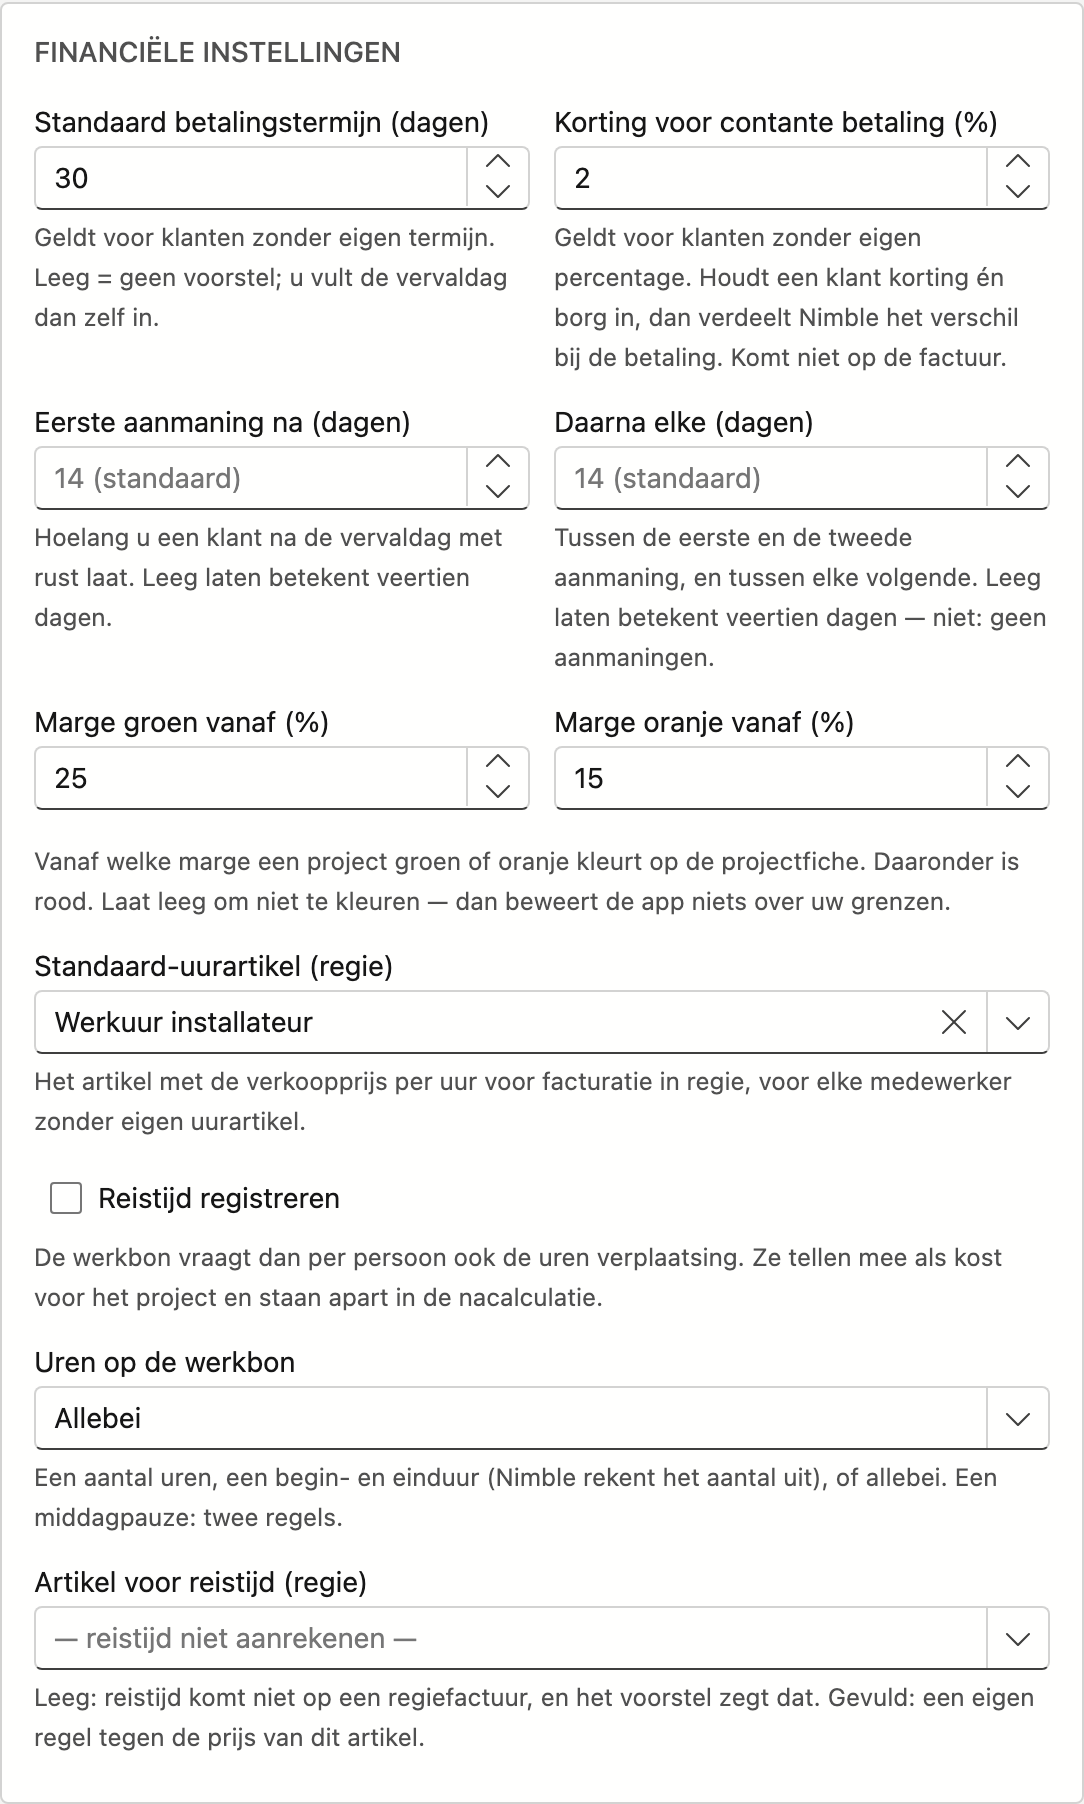 FINANCIËLE INSTELLINGEN
Standaard betalingstermijn (dagen)
30
Geldt voor klanten zonder eigen termijn.
Leeg = geen voorstel; u vult de vervaldag
dan zelf in.
Korting voor contante betaling (%)
2
Geldt voor klanten zonder eigen
percentage. Houdt een klant korting én
borg in, dan verdeelt Nimble het verschil
bij de betaling. Komt niet op de factuur.
Eerste aanmaning na (dagen)
14 (standaard)
Hoelang u een klant na de vervaldag met
rust laat. Leeg laten betekent veertien
dagen.
Daarna elke (dagen)
14 (standaard)
Tussen de eerste en de tweede
aanmaning, en tussen elke volgende. Leeg
laten betekent veertien dagen — niet: geen
aanmaningen.
Marge groen vanaf (%)
25
Marge oranje vanaf (%)
15
Vanaf welke marge een project groen of oranje kleurt op de projectfiche. Daaronder is
rood. Laat leeg om niet te kleuren — dan beweert de app niets over uw grenzen.
Standaard-uurartikel (regie)
Werkuur installateur
Het artikel met de verkoopprijs per uur voor facturatie in regie, voor elke medewerker
zonder eigen uurartikel.
Reistijd registreren
De werkbon vraagt dan per persoon ook de uren verplaatsing. Ze tellen mee als kost
voor het project en staan apart in de nacalculatie.
Uren op de werkbon
Allebei
Een aantal uren, een begin- en einduur (Nimble rekent het aantal uit), of allebei. Een
middagpauze: twee regels.
Artikel voor reistijd (regie)
— reistijd niet aanrekenen —
Leeg: reistijd komt niet op een regiefactuur, en het voorstel zegt dat. Gevuld: een eigen
regel tegen de prijs van dit artikel.